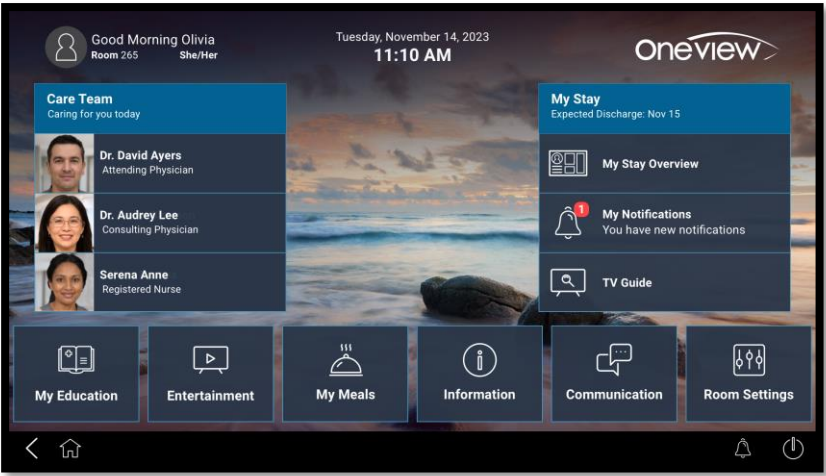 Good Morning Olivia
Room 265 She/Her
Tuesday, November 14, 2023
11:10 AM
Oneview
Care Team
Caring for you today
Dr. David Ayers
Attending Physician
Dr. Audrey Lee
Consulting Physician
Serena Anne
Registered Nurse
My Stay
Expected Discharge: Nov 15
My Stay Overview
1
My Notifications
You have new notifications
TV Guide
My Education
Entertainment
My Meals
Information
Communication
Room Settings